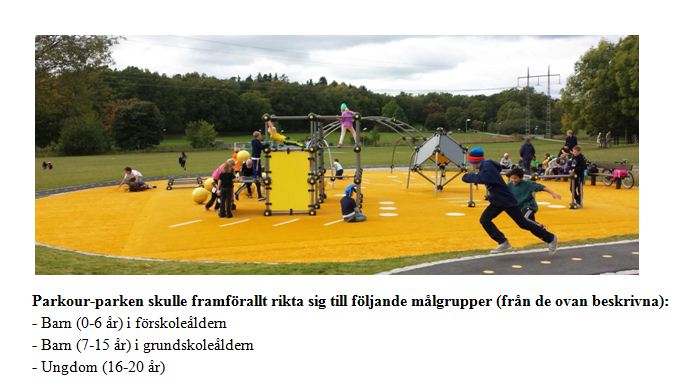 Parkour-parken skulle framförallt rikta sig till följande målgrupper (från de ovan beskrivna):
- Barn (0-6 år) i förskoleåldern
- Barn (7-15 år) i grundskoleåldern
- Ungdom (16-20 år)